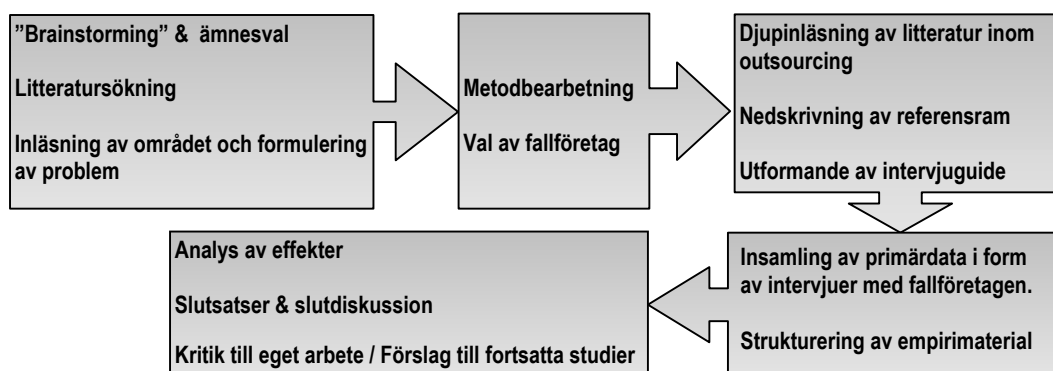 ”Brainstorming” & ämnesval
Litteratursökning
Inläsning av området och formulering
av problem
Metodbearbetning
Val av fallföretag
Djupinläsning av litteratur inom
outsourcing
Nedskrivning av referensram
Utformande av intervjuguide
Insamling av primärdata i form
av intervjuer med fallföretagen.
Strukturering av empirimaterial
Analys av effekter
Slutsatser & slutdiskussion
Kritik till eget arbete / Förslag till fortsatta studier